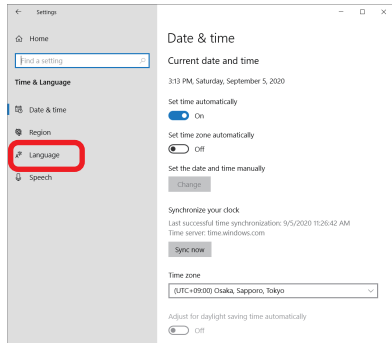 Settings
Home
Find a setting
Time & Language
Date & time
Region
Language
Speech
Date & time
Current date and time
3:13 PM, Saturday, September 5, 2020
Set time automatically
On
Set time zone automatically
Off
Set the date and time manually
Change
Synchronize your clock
Last successful time synchronization: 9/5/2020 11:26:42 AM
Time server: time.windows.com
Sync now
Time zone
(UTC+09:00) Osaka, Sapporo, Tokyo
Adjust for daylight saving time automatically
Off